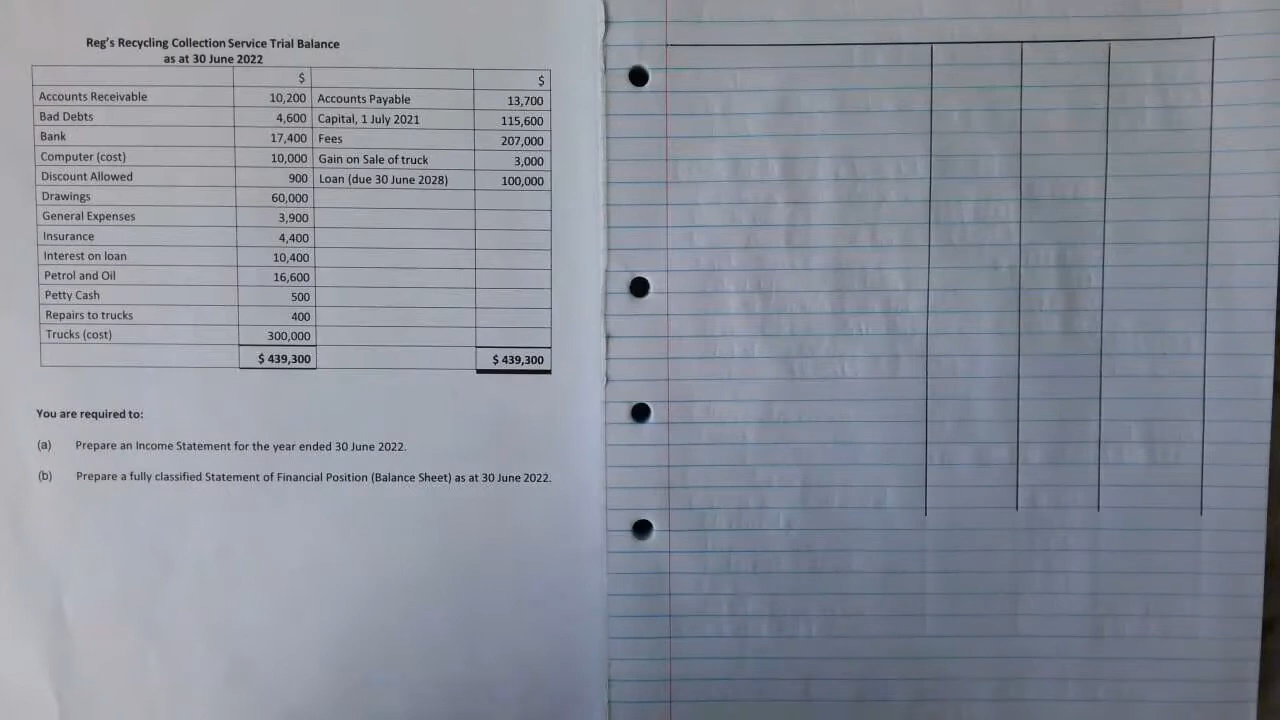 Reg's Recycling Collection Service Trial Balance
as at 30 June 2022
$ $
Accounts Receivable 10,200 Accounts Payable 13,700
Bad Debts 4,600 Capital, 1 July 2021 115,600
Bank 17,400 Fees 207,000
Computer (cost) 10,000 Gain on Sale of truck 3,000
Discount Allowed 900 Loan (due 30 June 2028) 100,000
Drawings 60,000
General Expenses 3,900
Insurance 4,400
Interest on loan 10,400
Petrol and Oil 16,600
Petty Cash 500
Repairs to trucks 400
Trucks (cost) 300,000
$ 439,300 $ 439,300
You are required to:
(a) Prepare an Income Statement for the year ended 30 June 2022.
(b) Prepare a fully classified Statement of Financial Position (Balance Sheet) as at 30 June 2022.